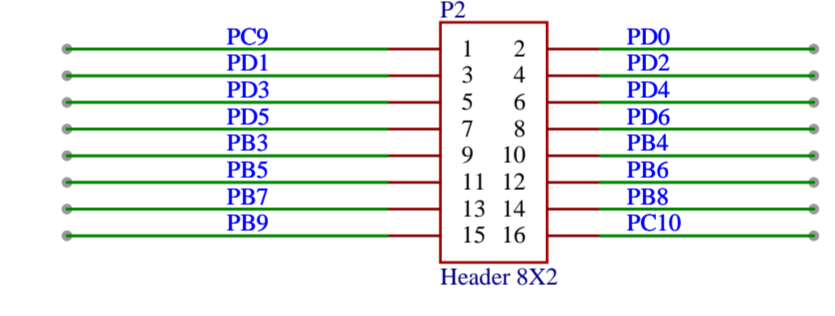 P2
PC9 1 2 PD0
PD1 3 4 PD2
PD3 5 6 PD4
PD5 7 8 PD6
PB3 9 10 PB4
PB5 11 12 PB6
PB7 13 14 PB8
PB9 15 16 PC10
Header 8X2